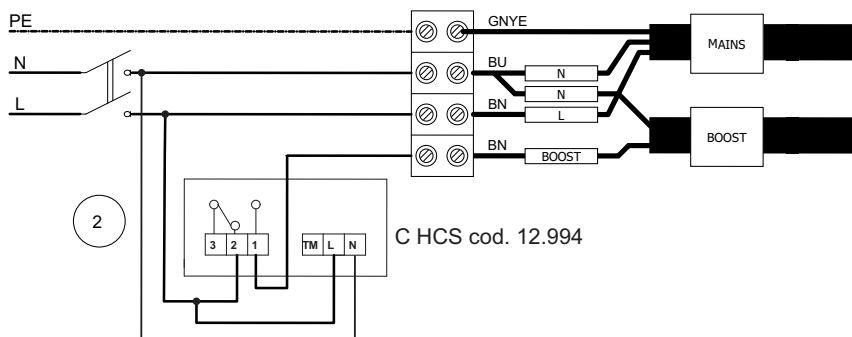 PE
GNYE
MAINS
N
BU
N
N
L
BN
L
BOOST
BN
BOOST
2
3 2 1 TM L N
C HCS cod. 12.994